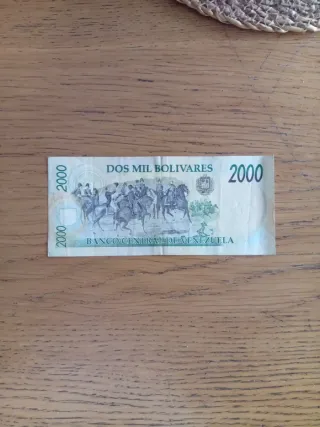 DOS MIL BOLIVARES
2000
2000
2000
BANCO CENTRAL DE VENEZUELA